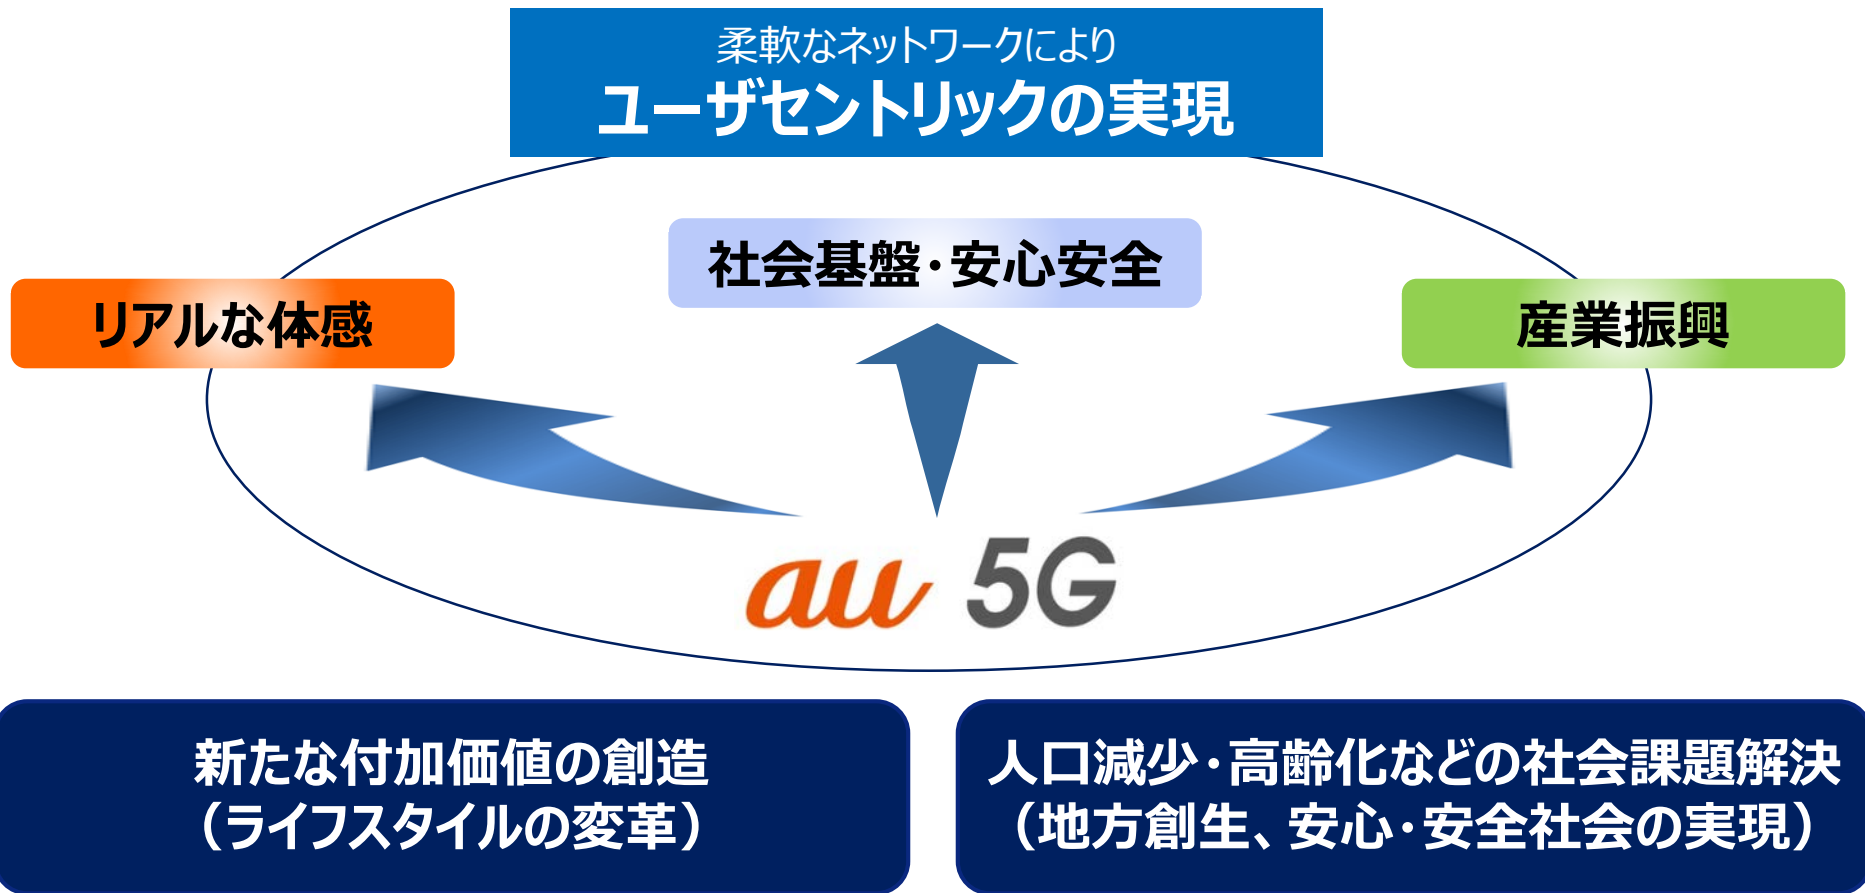 柔軟なネットワークにより
ユーザセントリックの実現
社会基盤・安心安全
リアルな体感
産業振興
au 5G
新たな付加価値の創造
（ライフスタイルの変革）
人口減少・高齢化などの社会課題解決
（地方創生、安心・安全社会の実現）